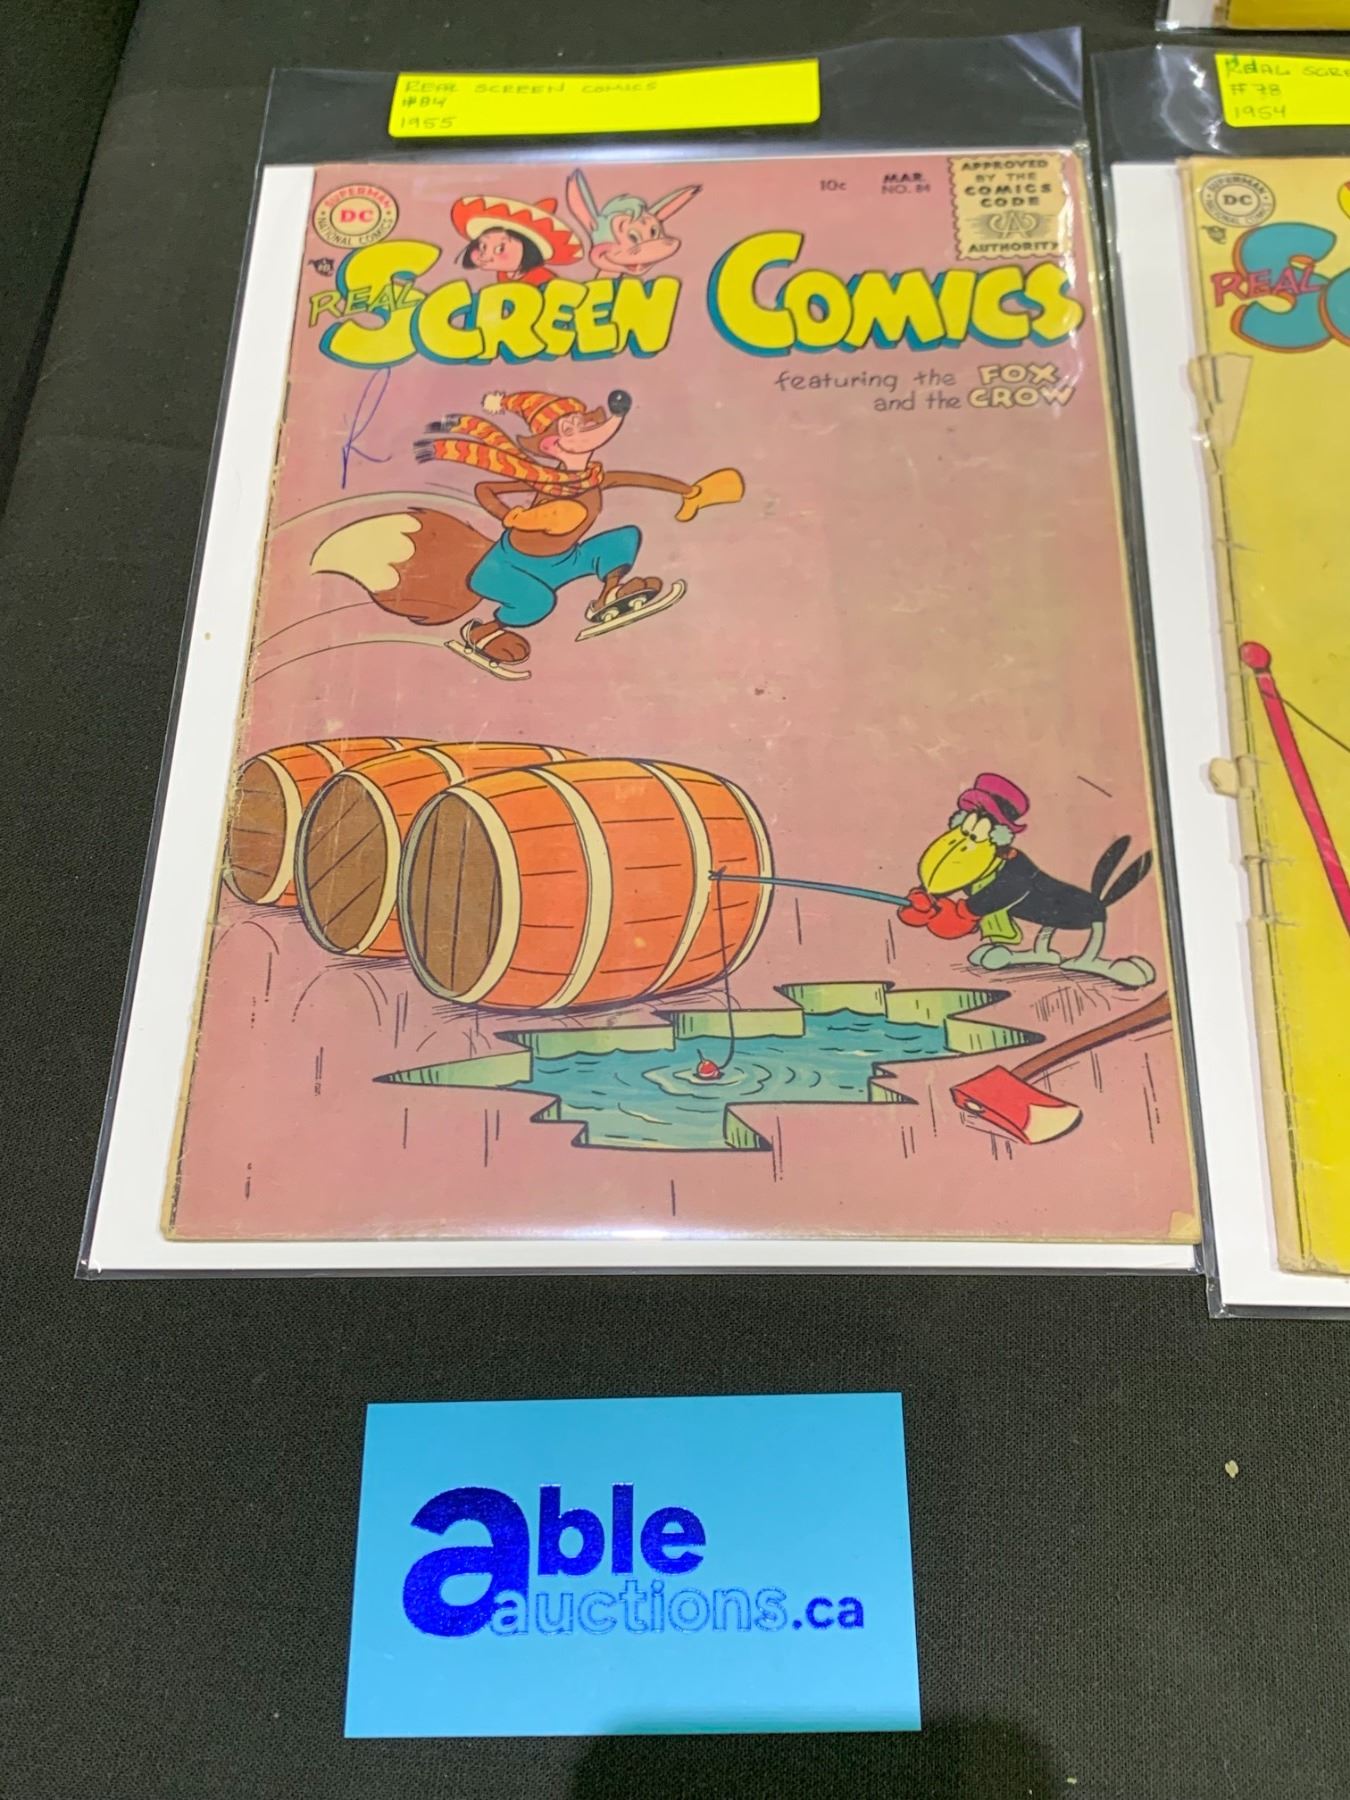 REAL SCREEN COMICS
#84
1955
REAL SCRE
#78
1954
SUPERMAN
DC
NATIONAL COMICS
10c
MAR.
NO. 84
APPROVED
BY THE
COMICS
CODE
CA
AUTHORITY
REAL SCREEN COMICS
featuring the FOX
and the CROW
R
SUPERMAN
DC
NATIONAL COMICS
REAL
able
auctions.ca